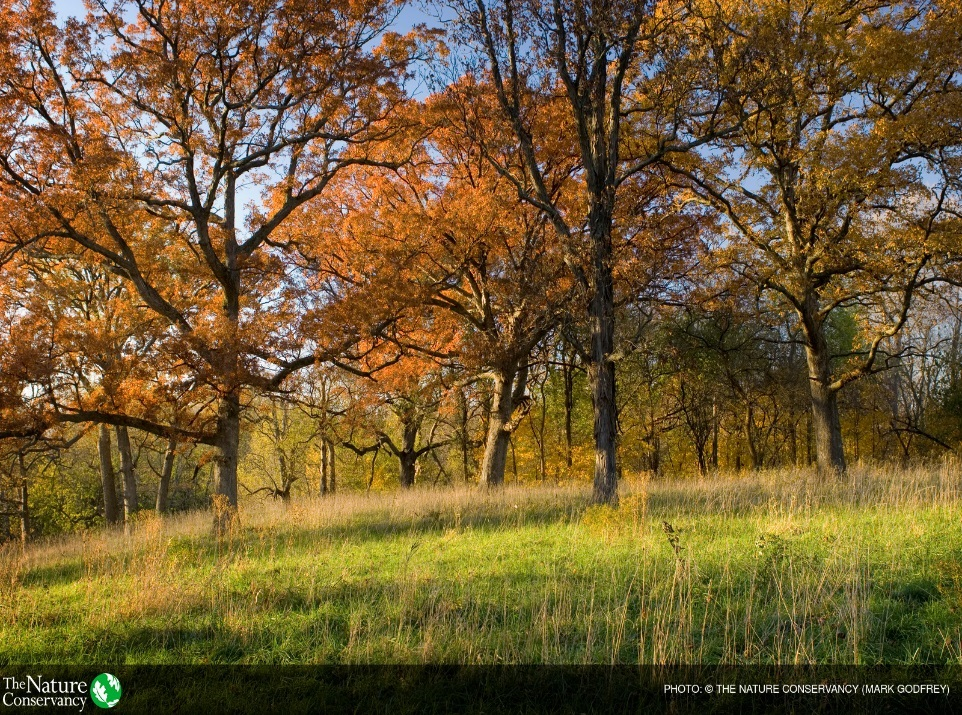 The Nature
Conservancy
PHOTO: © THE NATURE CONSERVANCY (MARK GODFREY)